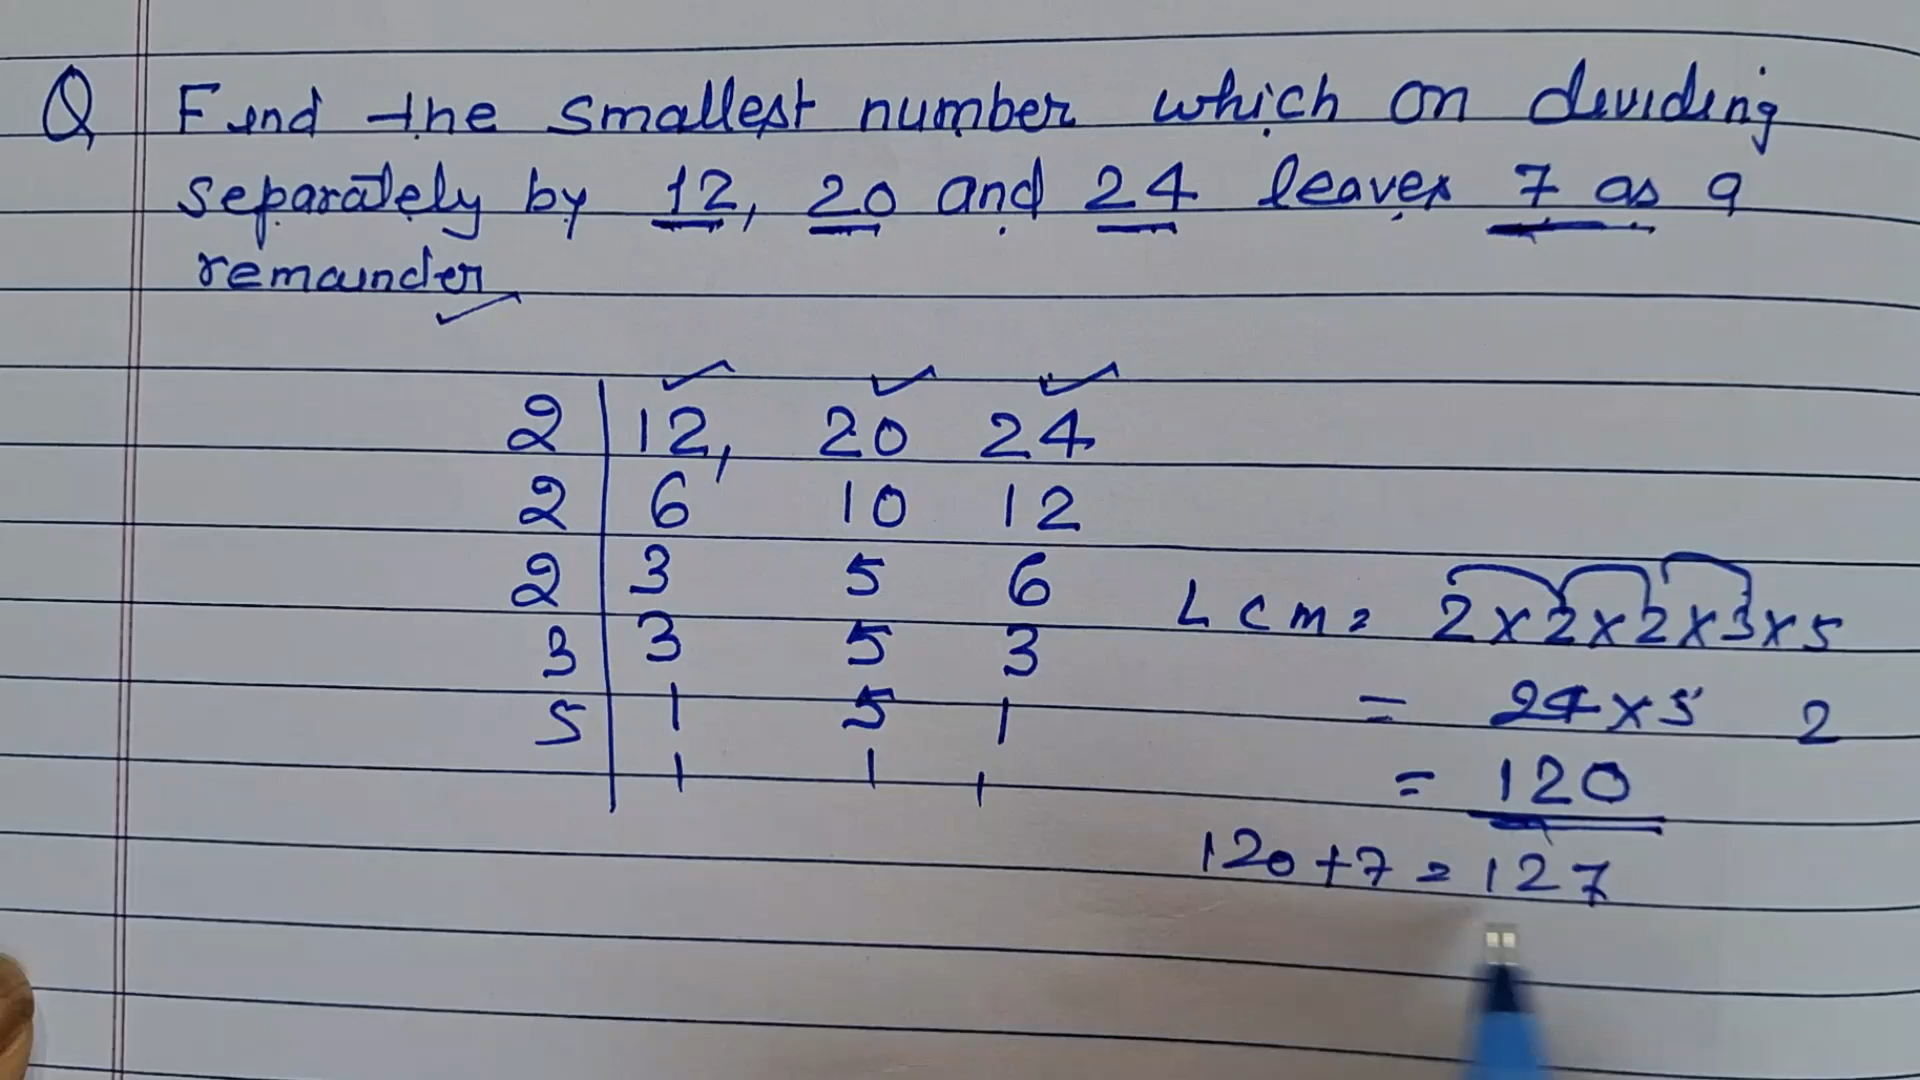 Q Find the smallest number which on dividing
separately by 12, 20 and 24 leaves 7 as a
remainder
2 | 12, 20 24
2 | 6 10 12
2 | 3 5 6
3 | 3 5 3
5 | 1 5 1
1 1 1
LCM = 2×2×2×3×5
= 24×5 2
= 120
120+7=127